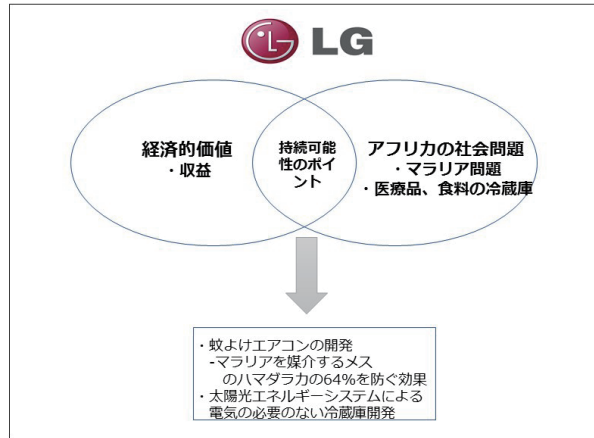 LG
経済的価値
・収益
持続可能
性のポイ
ント
アフリカの社会問題
・マラリア問題
・医療品、食料の冷蔵庫
・蚊よけエアコンの開発
-マラリアを媒介するメス
のハマダラカの64%を防ぐ効果
・太陽光エネルギーシステムによる
電気の必要のない冷蔵庫開発